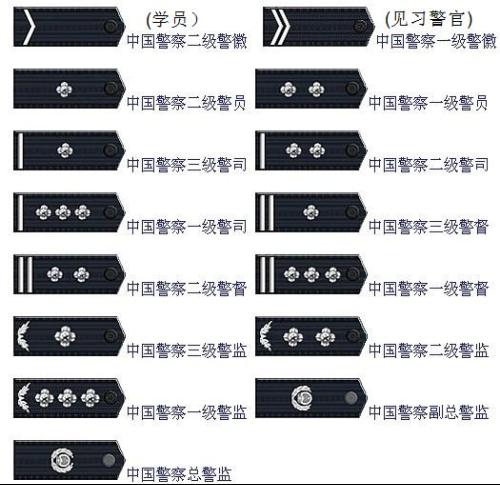 (学员）
中国警察二级警徽
(见习警官)
中国警察一级警徽
中国警察二级警员
中国警察一级警员
中国警察三级警司
中国警察二级警司
中国警察一级警司
中国警察三级警督
中国警察二级警督
中国警察一级警督
中国警察三级警监
中国警察二级警监
中国警察一级警监
中国警察副总警监
中国警察总警监